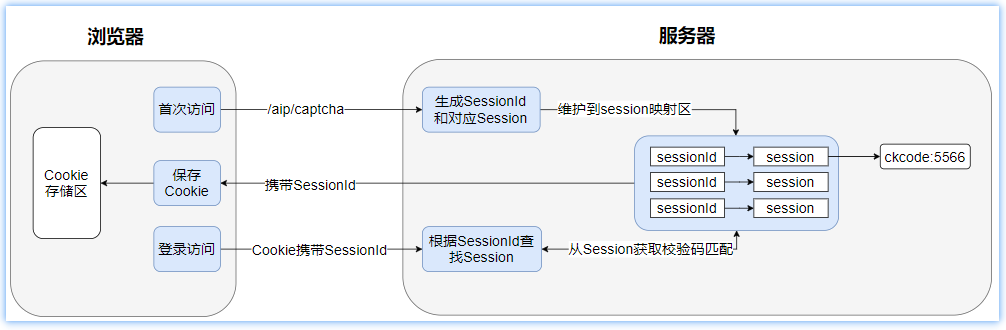 浏览器
服务器
首次访问
/aip/captcha
生成SessionId
和对应Session
维护到session映射区
sessionId
session
ckcode:5566
sessionId
session
sessionId
session
Cookie
存储区
保存
Cookie
携带SessionId
登录访问
Cookie携带SessionId
根据SessionId查
找Session
从Session获取校验码匹配